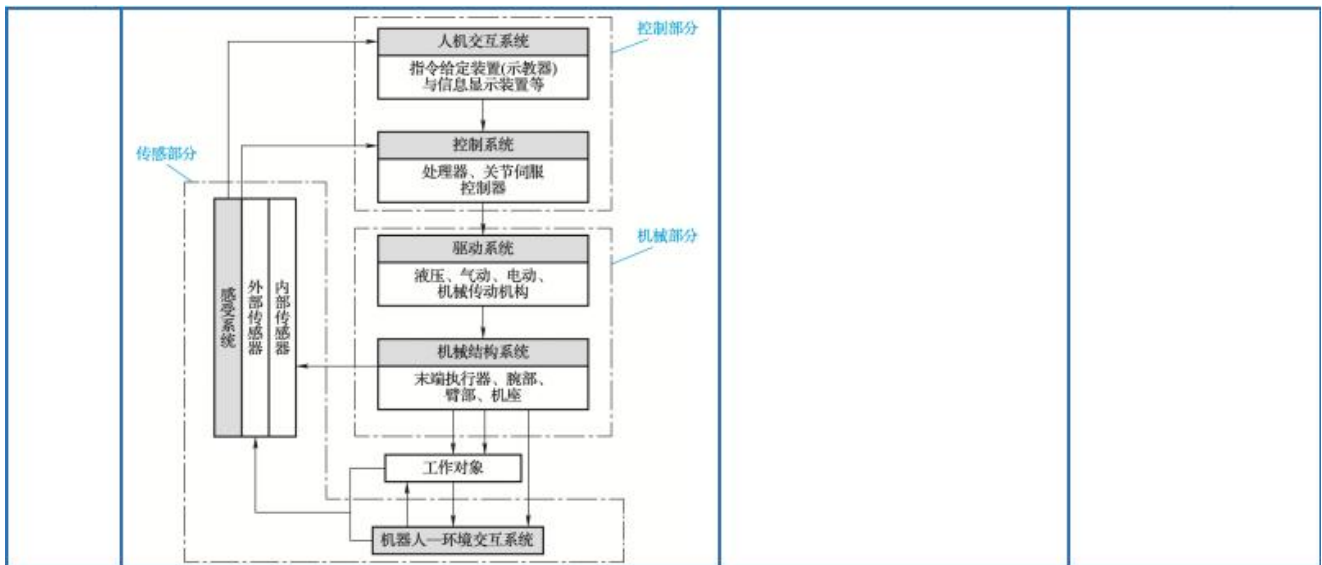 控制部分
人机交互系统
指令给定装置(示教器)
与信息显示装置等
控制系统
处理器、关节伺服
控制器
传感部分
机械部分
驱动系统
液压、气动、电动、
机械传动机构
感受系统
外部传感器
内部传感器
机械结构系统
末端执行器、腕部、
臂部、机座
工作对象
机器人—环境交互系统